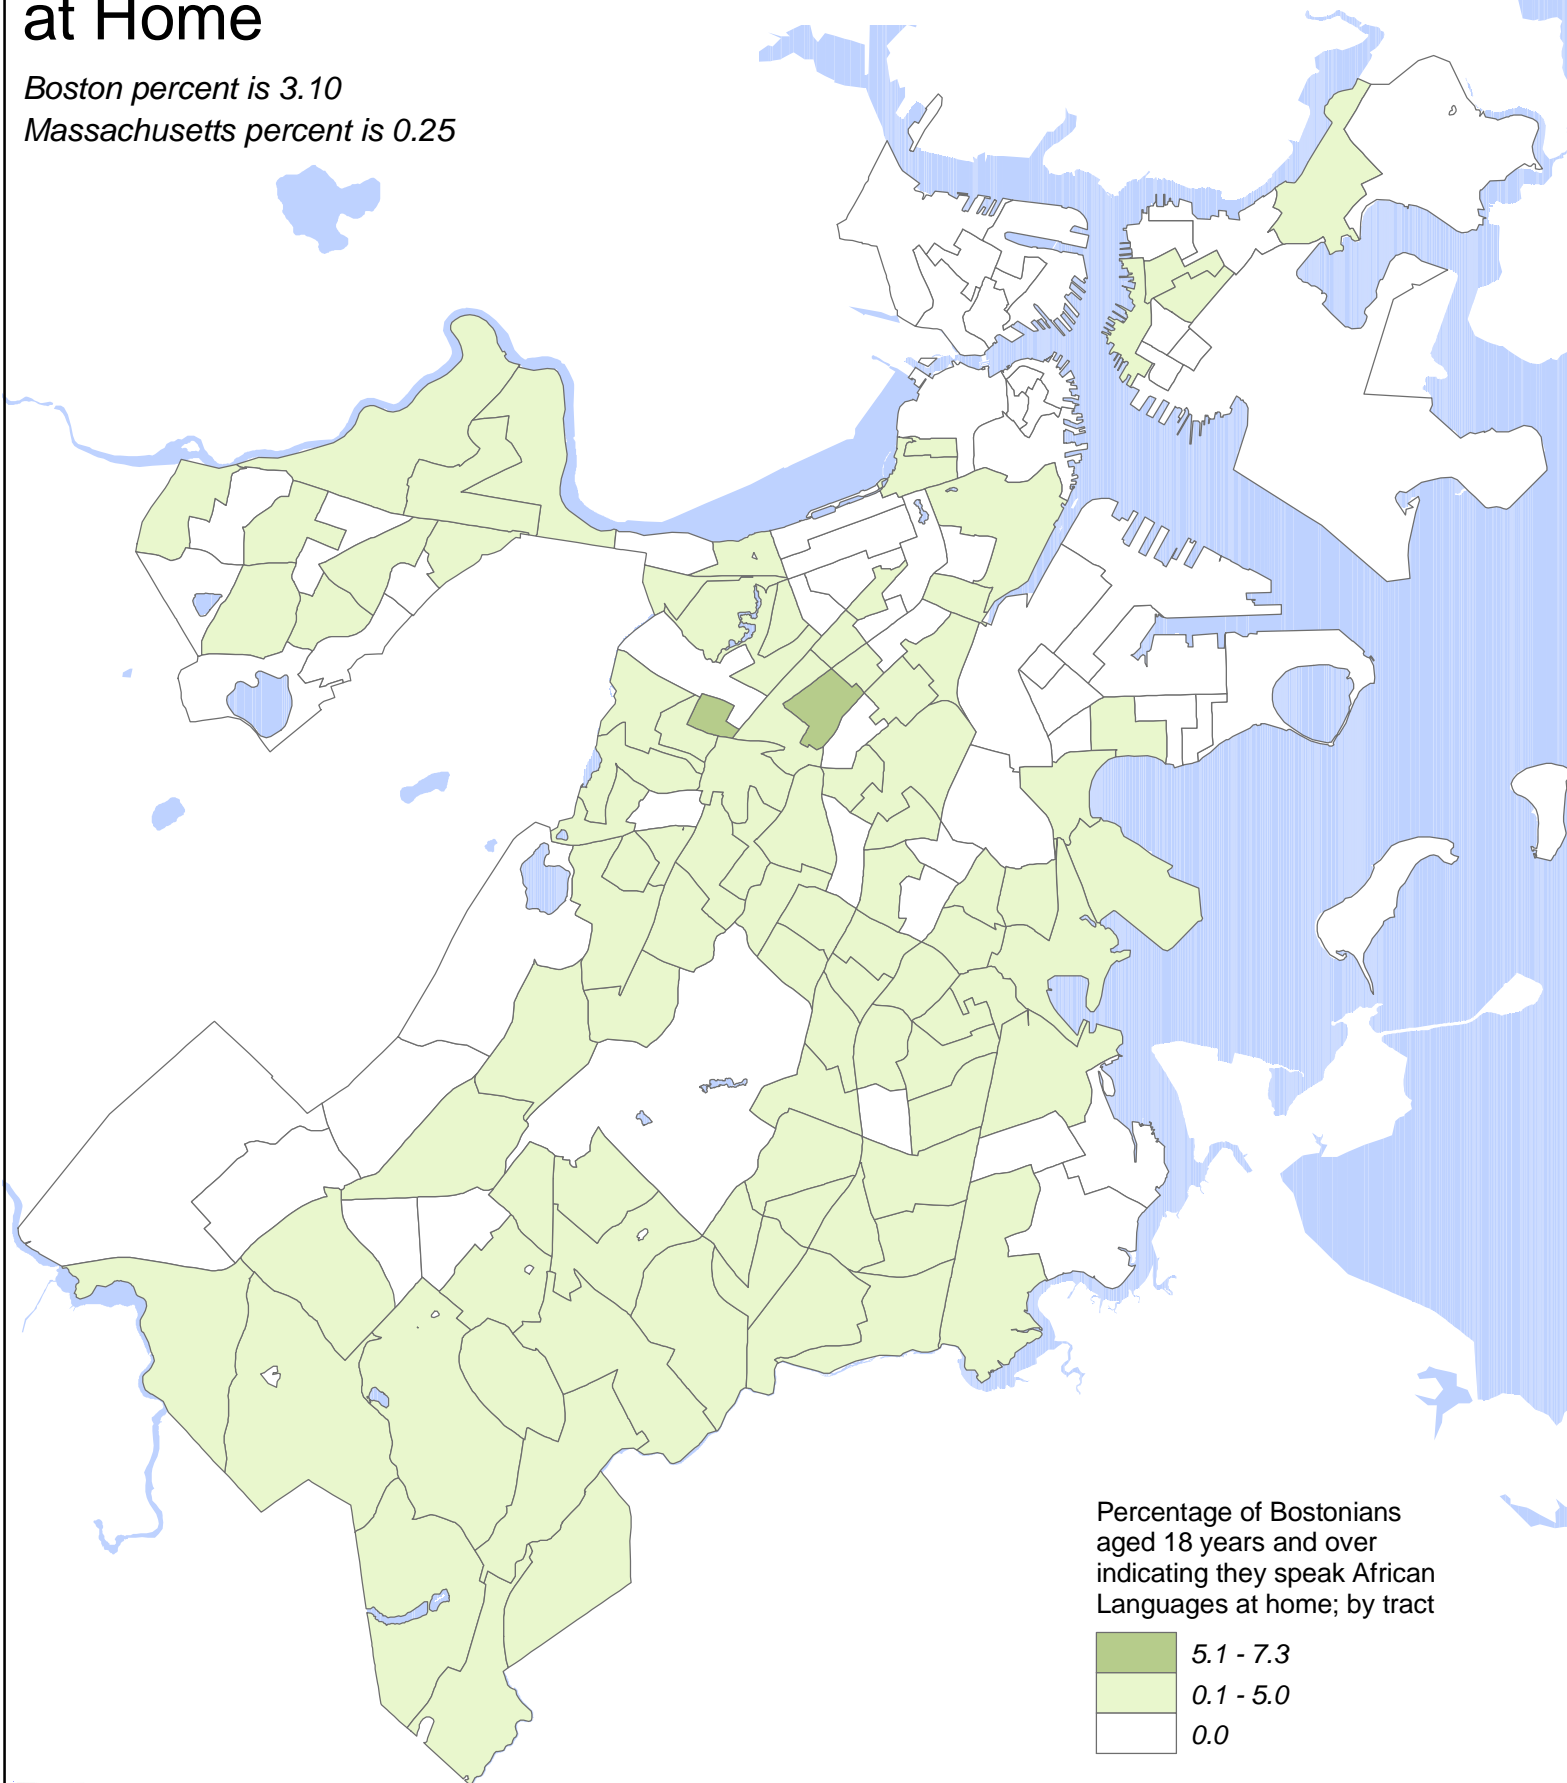 at Home
Boston percent is 3.10
Massachusetts percent is 0.25
Percentage of Bostonians
aged 18 years and over
indicating they speak African
Languages at home; by tract
5.1 - 7.3
0.1 - 5.0
0.0